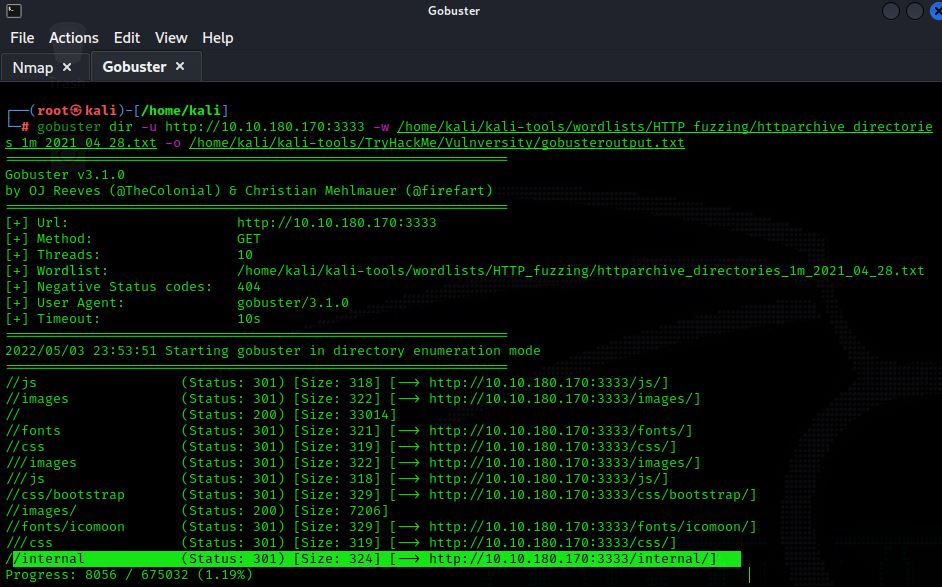 Gobuster
File Actions Edit View Help
Nmap × Gobuster ×
┌──(root㉿kali)-[/home/kali]
└─# gobuster dir -u http://10.10.180.170:3333 -w /home/kali/kali-tools/wordlists/HTTP_fuzzing/httparchive_directorie
s_1m_2021_04_28.txt -o /home/kali/kali-tools/TryHackMe/Vulnversity/gobusteroutput.txt
===============================================================
Gobuster v3.1.0
by OJ Reeves (@TheColonial) & Christian Mehlmauer (@firefart)
===============================================================
[+] Url:                     http://10.10.180.170:3333
[+] Method:                  GET
[+] Threads:                 10
[+] Wordlist:                /home/kali/kali-tools/wordlists/HTTP_fuzzing/httparchive_directories_1m_2021_04_28.txt
[+] Negative Status codes:   404
[+] User Agent:              gobuster/3.1.0
[+] Timeout:                 10s
===============================================================
2022/05/03 23:53:51 Starting gobuster in directory enumeration mode
===============================================================
//js                  (Status: 301) [Size: 318] [--> http://10.10.180.170:3333/js/]
//images              (Status: 301) [Size: 322] [--> http://10.10.180.170:3333/images/]
//                    (Status: 200) [Size: 33014]
//fonts               (Status: 301) [Size: 321] [--> http://10.10.180.170:3333/fonts/]
//css                 (Status: 301) [Size: 319] [--> http://10.10.180.170:3333/css/]
///images             (Status: 301) [Size: 322] [--> http://10.10.180.170:3333/images/]
///js                 (Status: 301) [Size: 318] [--> http://10.10.180.170:3333/js/]
//css/bootstrap       (Status: 301) [Size: 329] [--> http://10.10.180.170:3333/css/bootstrap/]
//images/             (Status: 200) [Size: 7206]
//fonts/icomoon       (Status: 301) [Size: 329] [--> http://10.10.180.170:3333/fonts/icomoon/]
///css                (Status: 301) [Size: 319] [--> http://10.10.180.170:3333/css/]
//internal            (Status: 301) [Size: 324] [--> http://10.10.180.170:3333/internal/]
Progress: 8056 / 675032 (1.19%)